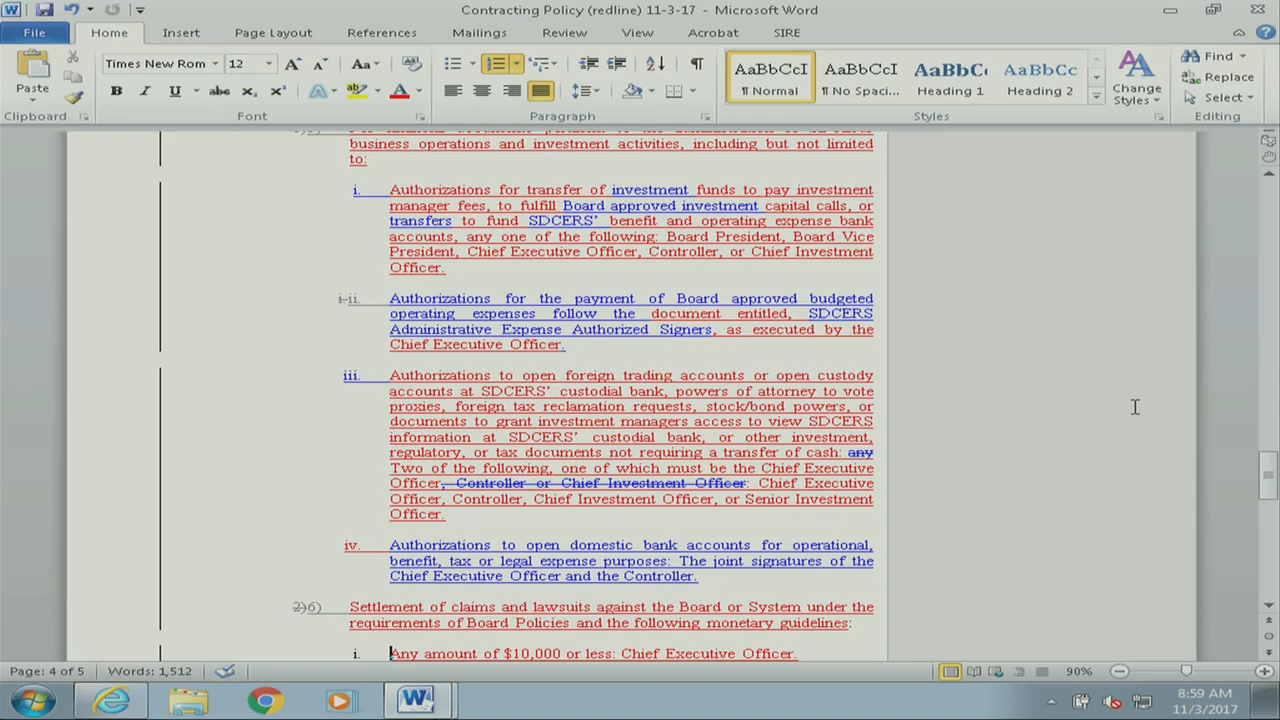 Contracting Policy (redline) 11-3-17 - Microsoft Word
File Home Insert Page Layout References Mailings Review View Acrobat SIRE
Times New Rom 12 Aa
AaBbCcI AaBbCcI AaBbC AaBbCc
¶ Normal ¶ No Spaci... Heading 1 Heading 2
Paste
Change Styles
Find
Replace
Select
B I U abc X₂ X² A ab A
Clipboard Font Paragraph Styles Editing
business operations and investment activities, including but not limited
to:
i. Authorizations for transfer of investment funds to pay investment
manager fees, to fulfill Board approved investment capital calls, or
transfers to fund SDCERS' benefit and operating expense bank
accounts, any one of the following: Board President, Board Vice
President, Chief Executive Officer, Controller, or Chief Investment
Officer.
i.ii. Authorizations for the payment of Board approved budgeted
operating expenses follow the document entitled, SDCERS
Administrative Expense Authorized Signers, as executed by the
Chief Executive Officer.
iii. Authorizations to open foreign trading accounts or open custody
accounts at SDCERS' custodial bank, powers of attorney to vote
proxies, foreign tax reclamation requests, stock/bond powers, or
documents to grant investment managers access to view SDCERS
information at SDCERS' custodial bank, or other investment,
regulatory, or tax documents not requiring a transfer of cash: any
Two of the following, one of which must be the Chief Executive
Officer, Controller or Chief Investment Officer: Chief Executive
Officer, Controller, Chief Investment Officer, or Senior Investment
Officer.
iv. Authorizations to open domestic bank accounts for operational,
benefit, tax or legal expense purposes: The joint signatures of the
Chief Executive Officer and the Controller.
2)6) Settlement of claims and lawsuits against the Board or System under the
requirements of Board Policies and the following monetary guidelines:
i. Any amount of $10,000 or less: Chief Executive Officer.
Page: 4 of 5 Words: 1,512 90%
8:59 AM
11/3/2017